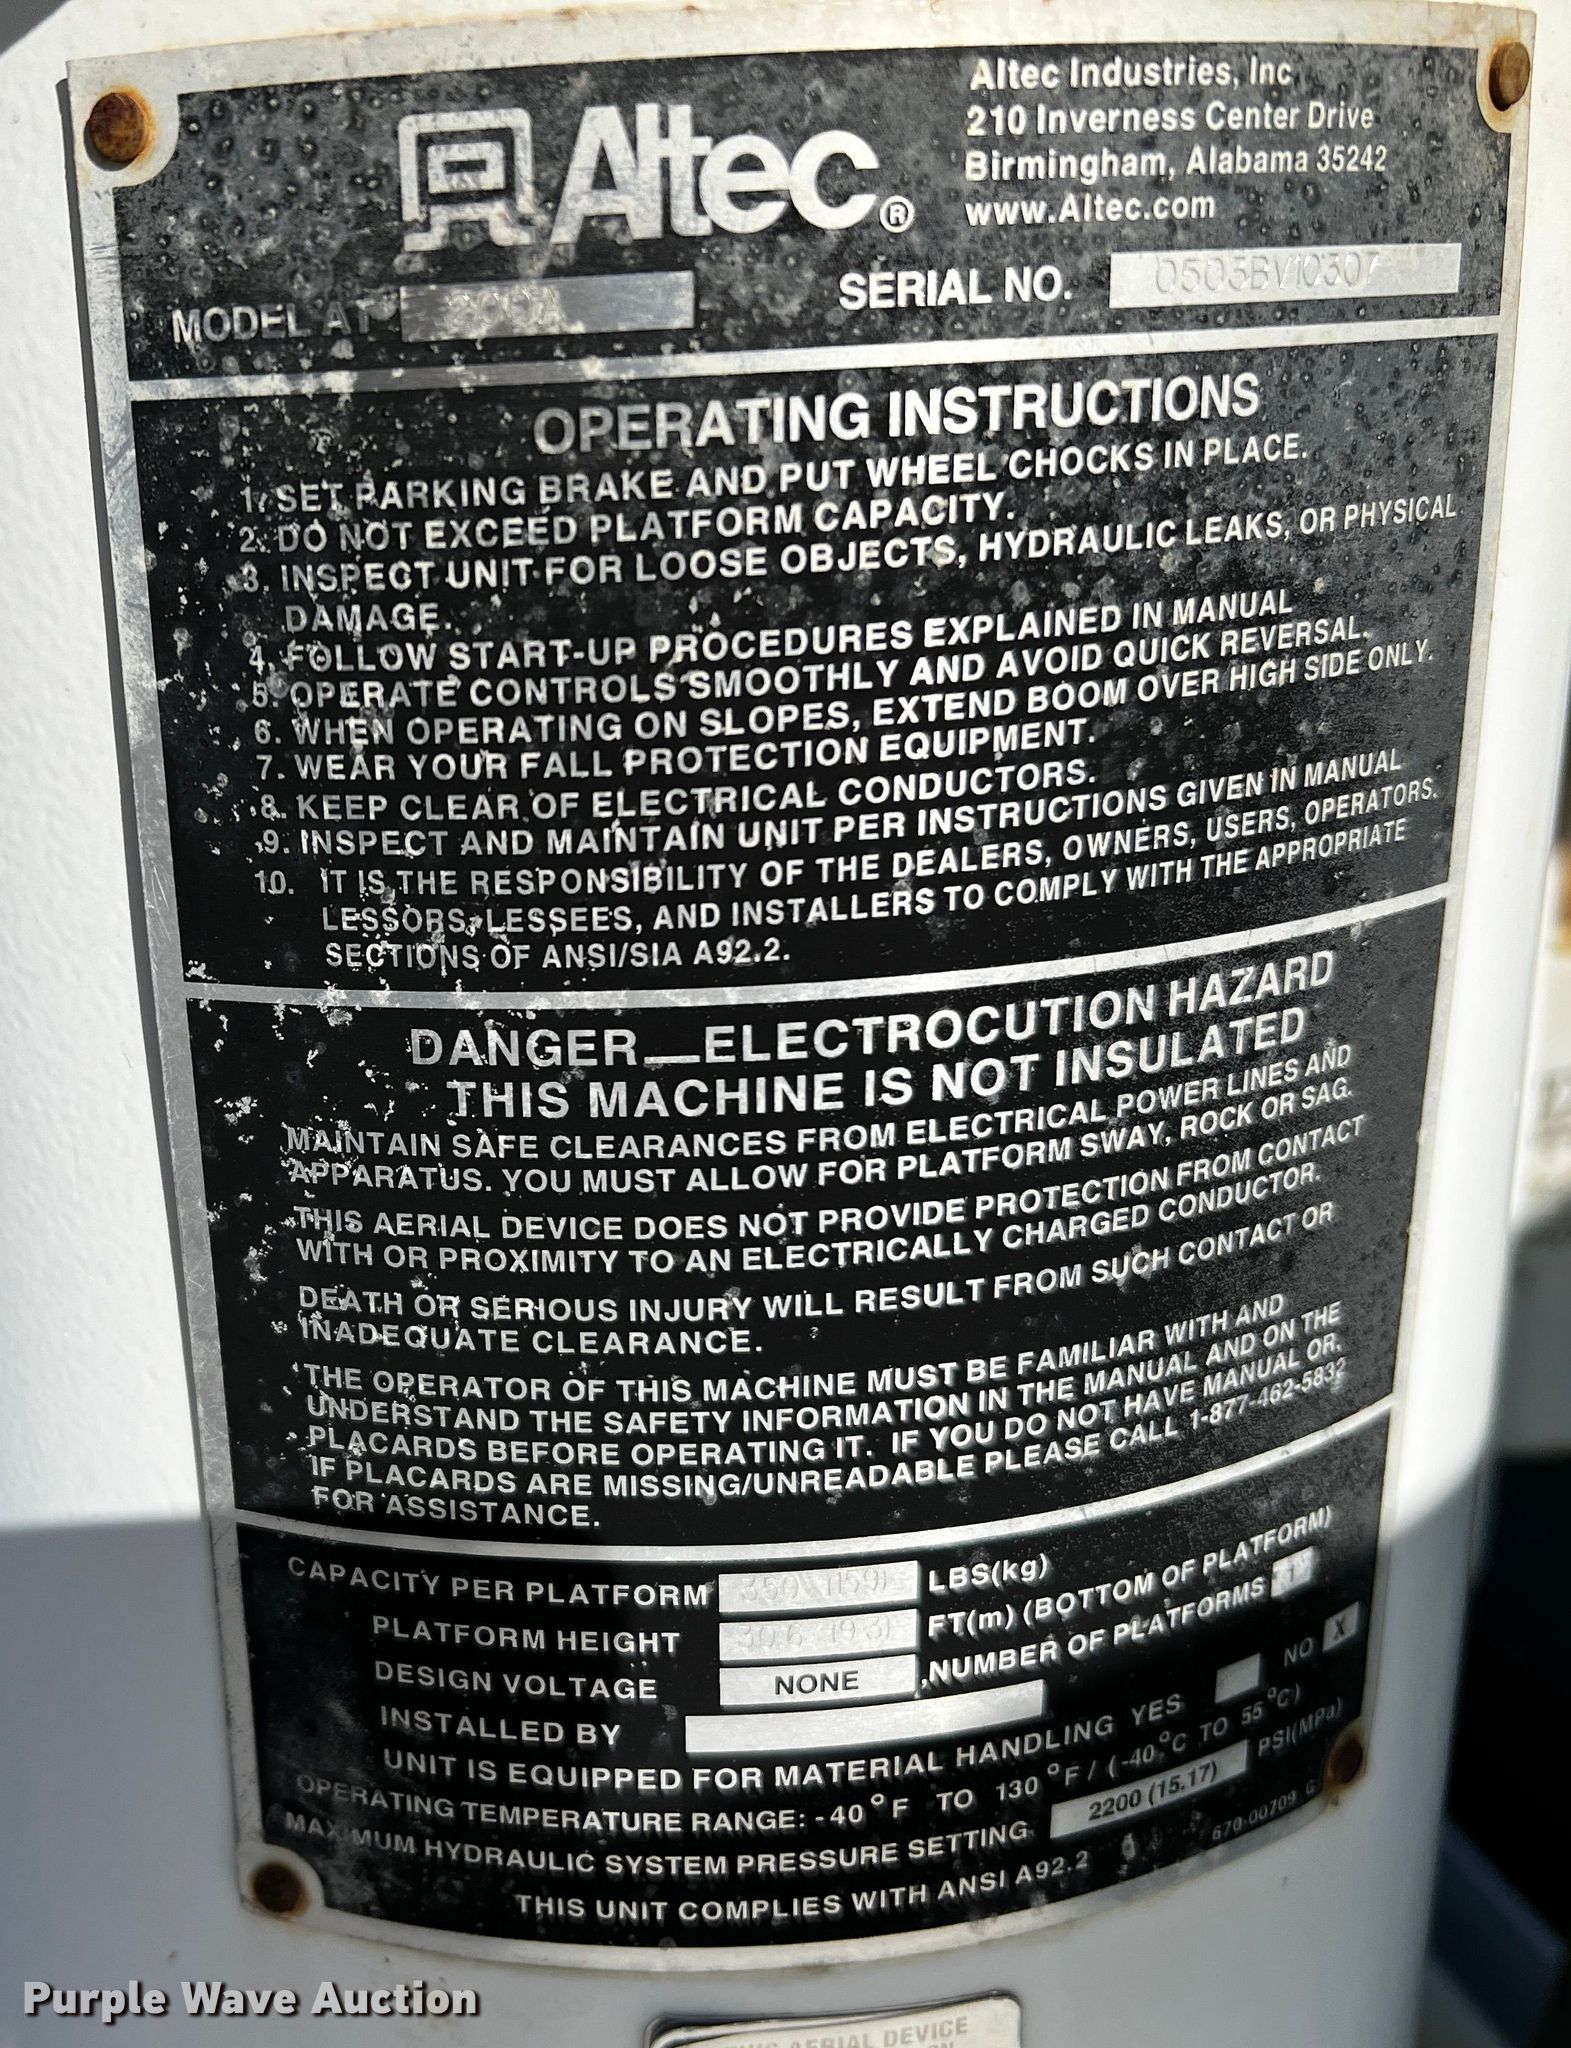 Altec®
Altec Industries, Inc
210 Inverness Center Drive
Birmingham, Alabama 35242
www.Altec.com
MODEL AT 200A
SERIAL NO. 0503BV10307
OPERATING INSTRUCTIONS
1. SET PARKING BRAKE AND PUT WHEEL CHOCKS IN PLACE.
2. DO NOT EXCEED PLATFORM CAPACITY.
3. INSPECT UNIT FOR LOOSE OBJECTS, HYDRAULIC LEAKS, OR PHYSICAL
DAMAGE.
4. FOLLOW START-UP PROCEDURES EXPLAINED IN MANUAL
5. OPERATE CONTROLS SMOOTHLY AND AVOID QUICK REVERSAL.
6. WHEN OPERATING ON SLOPES, EXTEND BOOM OVER HIGH SIDE ONLY.
7. WEAR YOUR FALL PROTECTION EQUIPMENT.
8. KEEP CLEAR OF ELECTRICAL CONDUCTORS.
9. INSPECT AND MAINTAIN UNIT PER INSTRUCTIONS GIVEN IN MANUAL
10. IT IS THE RESPONSIBILITY OF THE DEALERS, OWNERS, USERS, OPERATORS,
LESSORS, LESSEES, AND INSTALLERS TO COMPLY WITH THE APPROPRIATE
SECTIONS OF ANSI/SIA A92.2.
DANGER—ELECTROCUTION HAZARD
THIS MACHINE IS NOT INSULATED
MAINTAIN SAFE CLEARANCES FROM ELECTRICAL POWER LINES AND
APPARATUS. YOU MUST ALLOW FOR PLATFORM SWAY, ROCK OR SAG.
THIS AERIAL DEVICE DOES NOT PROVIDE PROTECTION FROM CONTACT
WITH OR PROXIMITY TO AN ELECTRICALLY CHARGED CONDUCTOR.
DEATH OR SERIOUS INJURY WILL RESULT FROM SUCH CONTACT OR
INADEQUATE CLEARANCE.
THE OPERATOR OF THIS MACHINE MUST BE FAMILIAR WITH AND
UNDERSTAND THE SAFETY INFORMATION IN THE MANUAL AND ON THE
PLACARDS BEFORE OPERATING IT. IF YOU DO NOT HAVE MANUAL OR
IF PLACARDS ARE MISSING/UNREADABLE PLEASE CALL 1-877-462-5832
FOR ASSISTANCE.
CAPACITY PER PLATFORM 350 (159) LBS(kg)
PLATFORM HEIGHT 30.6 (9.3) FT(m) (BOTTOM OF PLATFORM)
DESIGN VOLTAGE NONE, NUMBER OF PLATFORMS 1
INSTALLED BY
UNIT IS EQUIPPED FOR MATERIAL HANDLING YES NO X
OPERATING TEMPERATURE RANGE: -40°F TO 130°F / (-40°C TO 55°C)
MAXIMUM HYDRAULIC SYSTEM PRESSURE SETTING 2200 (15.17) PSI(MPa)
THIS UNIT COMPLIES WITH ANSI A92.2
670-00709 G
AERIAL DEVICE
Purple Wave Auction